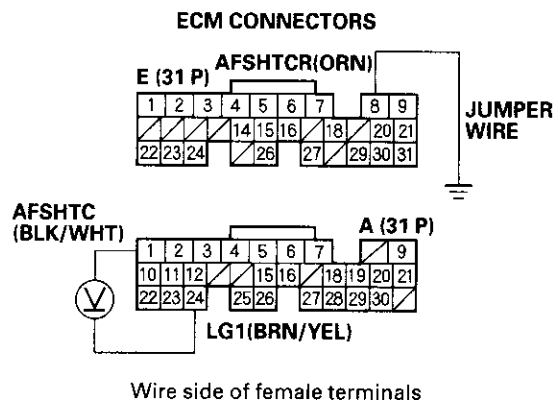 ECM CONNECTORS
AFSHTCR(ORN)
E (31 P)
1 2 3 4 5 6 7 8 9
14 15 16 18 20 21
22 23 24 26 27 29 30 31
JUMPER
WIRE
AFSHTC
(BLK/WHT)
A (31 P)
1 2 3 4 5 6 7 9
10 11 12 15 16 18 19 20 21
22 23 24 25 26 27 28 29 30
V
LG1(BRN/YEL)
Wire side of female terminals